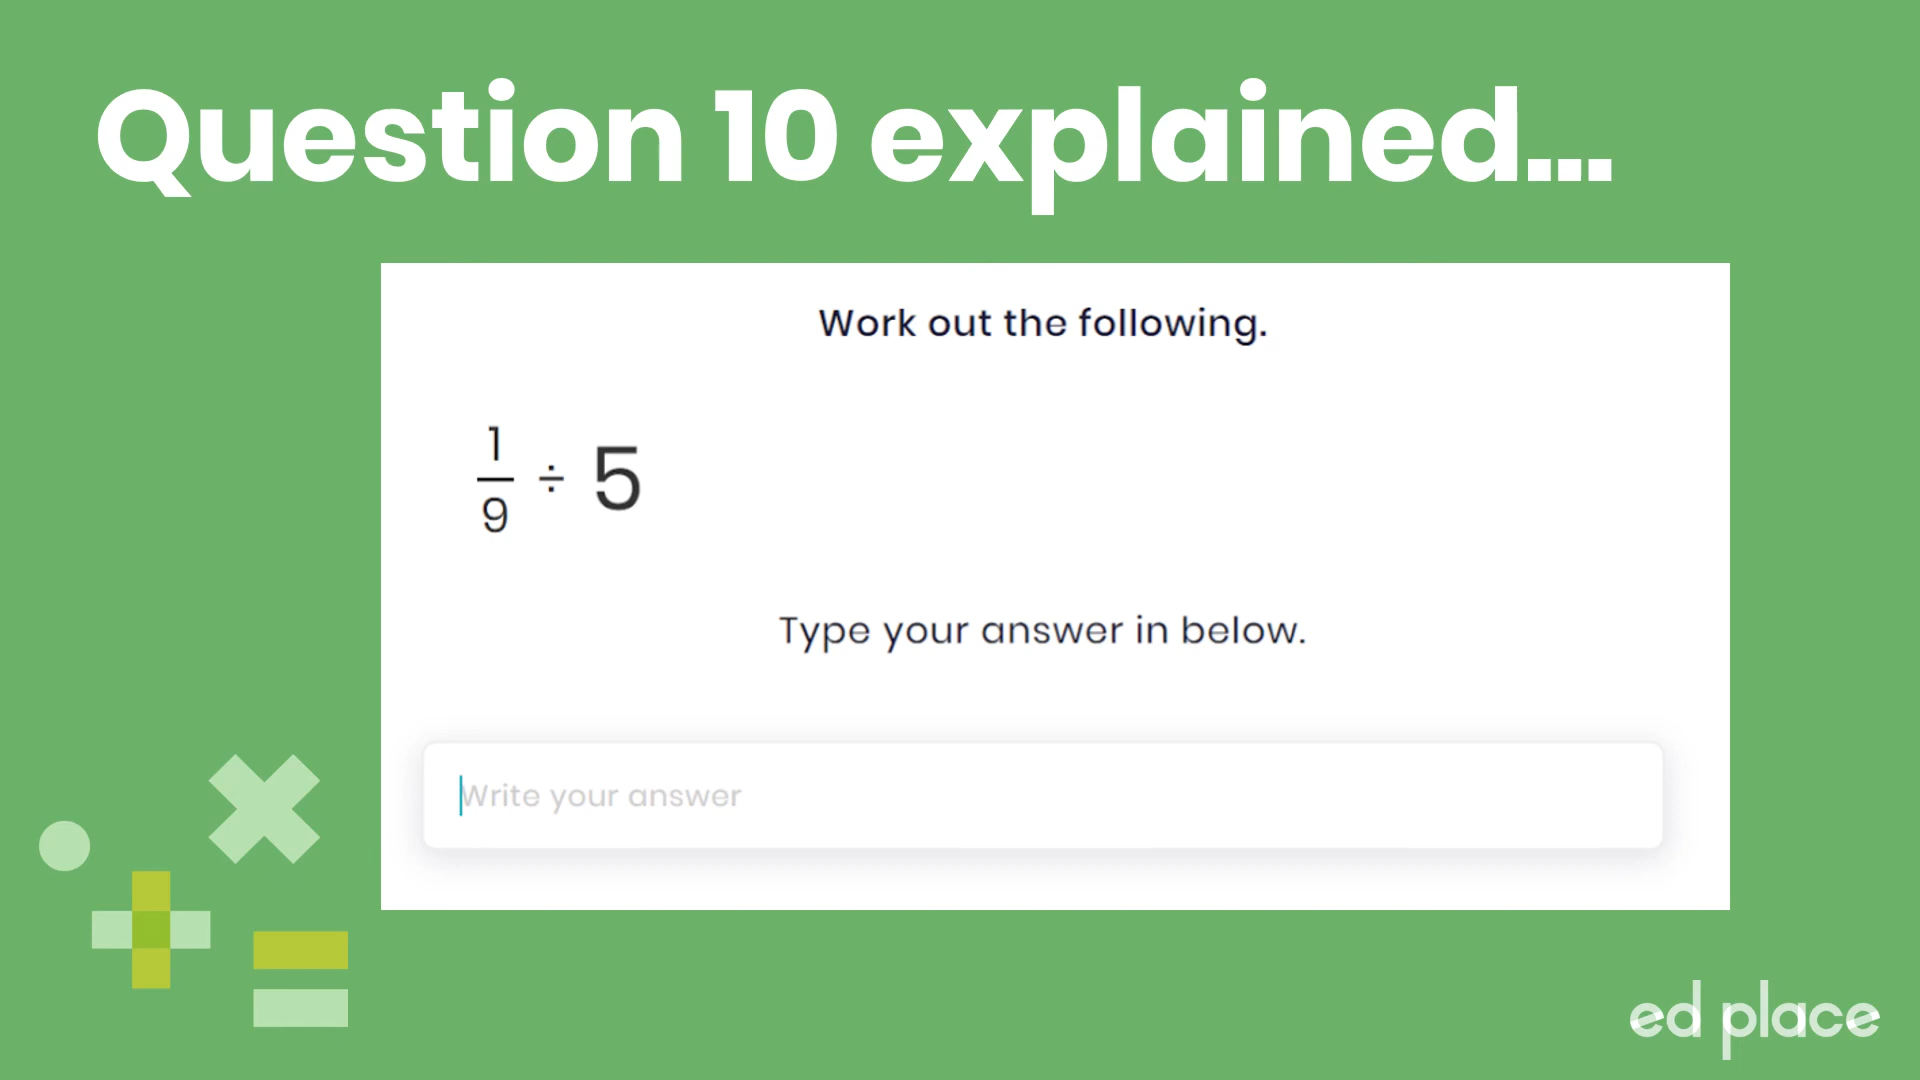 Question 10 explained...
Work out the following.
1
9
÷ 5
Type your answer in below.
Write your answer
ed place